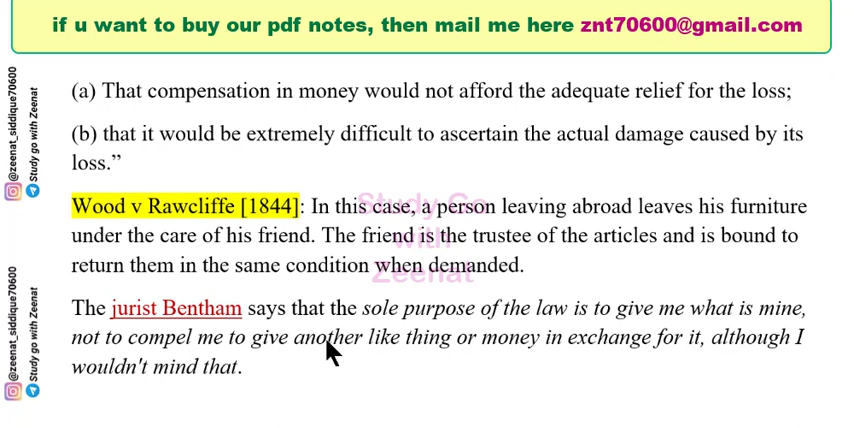 if u want to buy our pdf notes, then mail me here znt70600@gmail.com
(a) That compensation in money would not afford the adequate relief for the loss;
(b) that it would be extremely difficult to ascertain the actual damage caused by its
loss.”
Wood v Rawcliffe [1844]: In this case, a person leaving abroad leaves his furniture
under the care of his friend. The friend is the trustee of the articles and is bound to
return them in the same condition when demanded.
The jurist Bentham says that the sole purpose of the law is to give me what is mine,
not to compel me to give another like thing or money in exchange for it, although I
wouldn't mind that.
Study Go
with
Zeenat
@zeenat_siddique70600
Study go with Zeenat
@zeenat_siddique70600
Study go with Zeenat